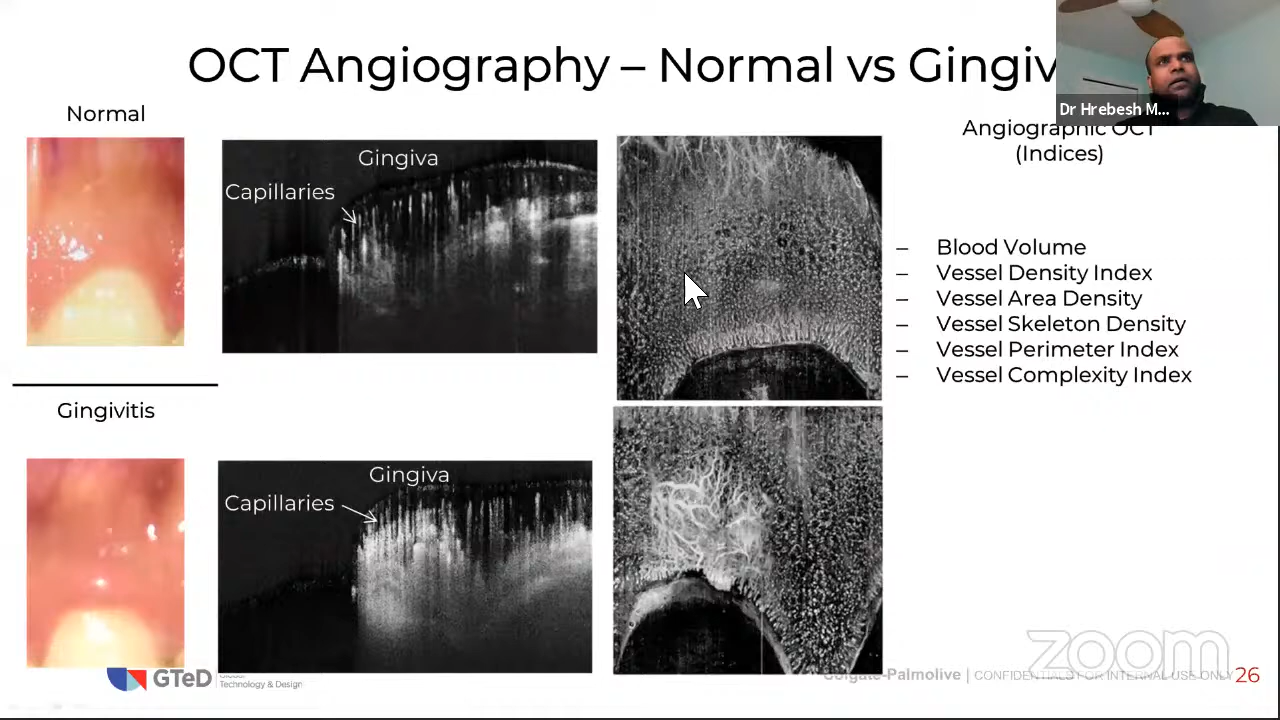 OCT Angiography – Normal vs Gingiv
Dr Hrebesh M...
Normal
Angiographic OCT
(Indices)
Gingiva
Capillaries
– Blood Volume
– Vessel Density Index
– Vessel Area Density
– Vessel Skeleton Density
– Vessel Perimeter Index
– Vessel Complexity Index
Gingivitis
Gingiva
Capillaries
zoom
GTeD
Technology & Design
Colgate-Palmolive | CONFIDENTIAL FOR INTERNAL USE ONLY 26